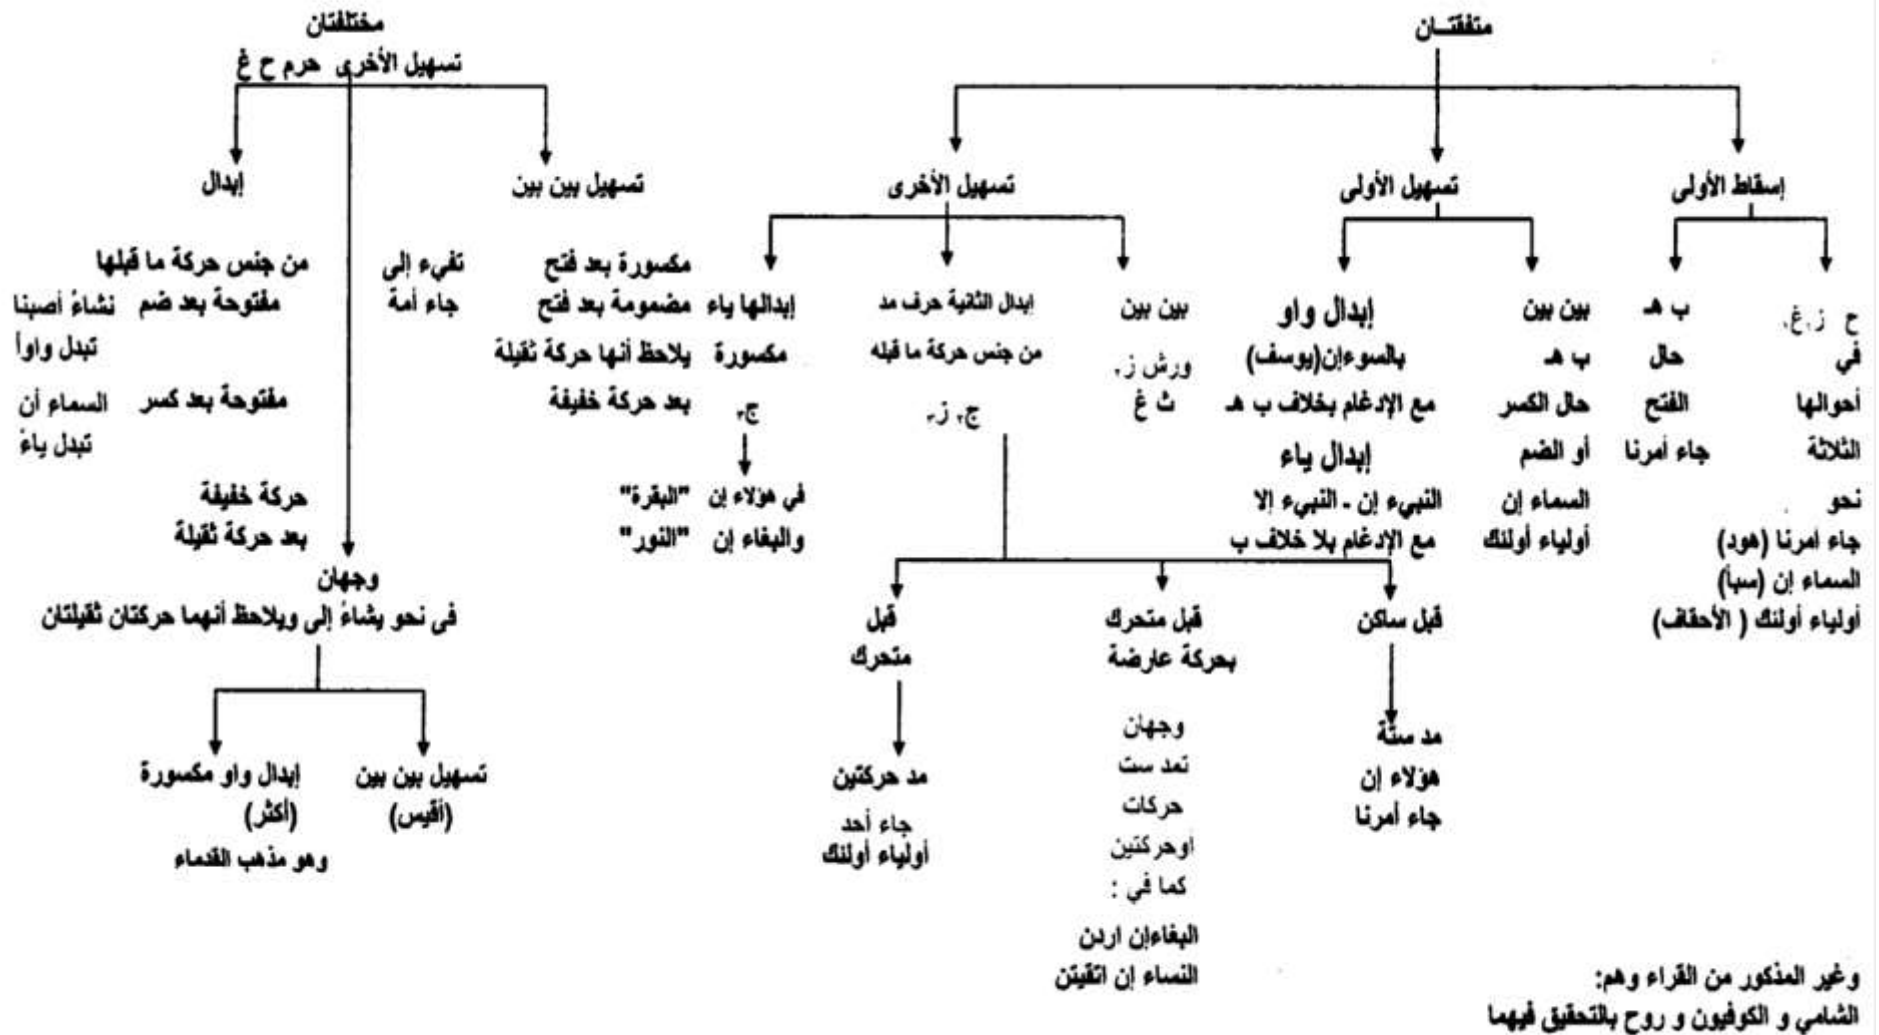 متفقتــان
إسقاط الأولى
ح ز، غ،
في
أحوالها
الثلاثة
نحو
جاء امرنا (هود)
السماء إن (سبأ)
أولياء أولئك ( الأحقاف)
ب هـ
حال
الفتح
جاء أمرنا
تسهيل الأولى
بين بين
ب هـ
حال الكسر
أو الضم
السماء إن
أولياء أولئك
إبدال واو
بالسوءإن(يوسف)
مع الإدغام بخلاف ب هـ
إبدال ياء
النبيء إن - النبيء إلا
مع الإدغام بلا خلاف ب
تسهيل الأخرى
بين بين
ورش ز،
ث غ
إبدال الثانية حرف مد
من جنس حركة ما قبله
ج، ز،
قبل ساكن
مد ستة
هؤلاء إن
جاء أمرنا
قبل متحرك
بحركة عارضة
وجهان
تمد ست
حركات
اوحركتين
كما في :
البغاءإن اردن
النساء إن اتقيتن
قبل
متحرك
مد حركتين
جاء أحد
أولياء أولئك
إبدالها ياء
مكسورة
ج،
في هؤلاء إن "البقرة"
والبغاء إن "النور"
مختلفتان
تسهيل الأخرى حرم ح غ
تسهيل بين بين
مكسورة بعد فتح تفيء إلى
مضمومة بعد فتح جاء أمة
يلاحظ أنها حركة ثقيلة
بعد حركة خفيفة
إبدال
من جنس حركة ما قبلها
مفتوحة بعد ضم نشاءُ أصبنا
تبدل واواً
مفتوحة بعد كسر السماء أن
تبدل ياءً
حركة خفيفة
بعد حركة ثقيلة
وجهان
فى نحو يشاءُ إلى ويلاحظ أنهما حركتان ثقيلتان
تسهيل بين بين
(أقيس)
إبدال واو مكسورة
(أكثر)
وهو مذهب القدماء
وغير المذكور من القراء وهم:
الشامي و الكوفيون و روح بالتحقيق فيهما